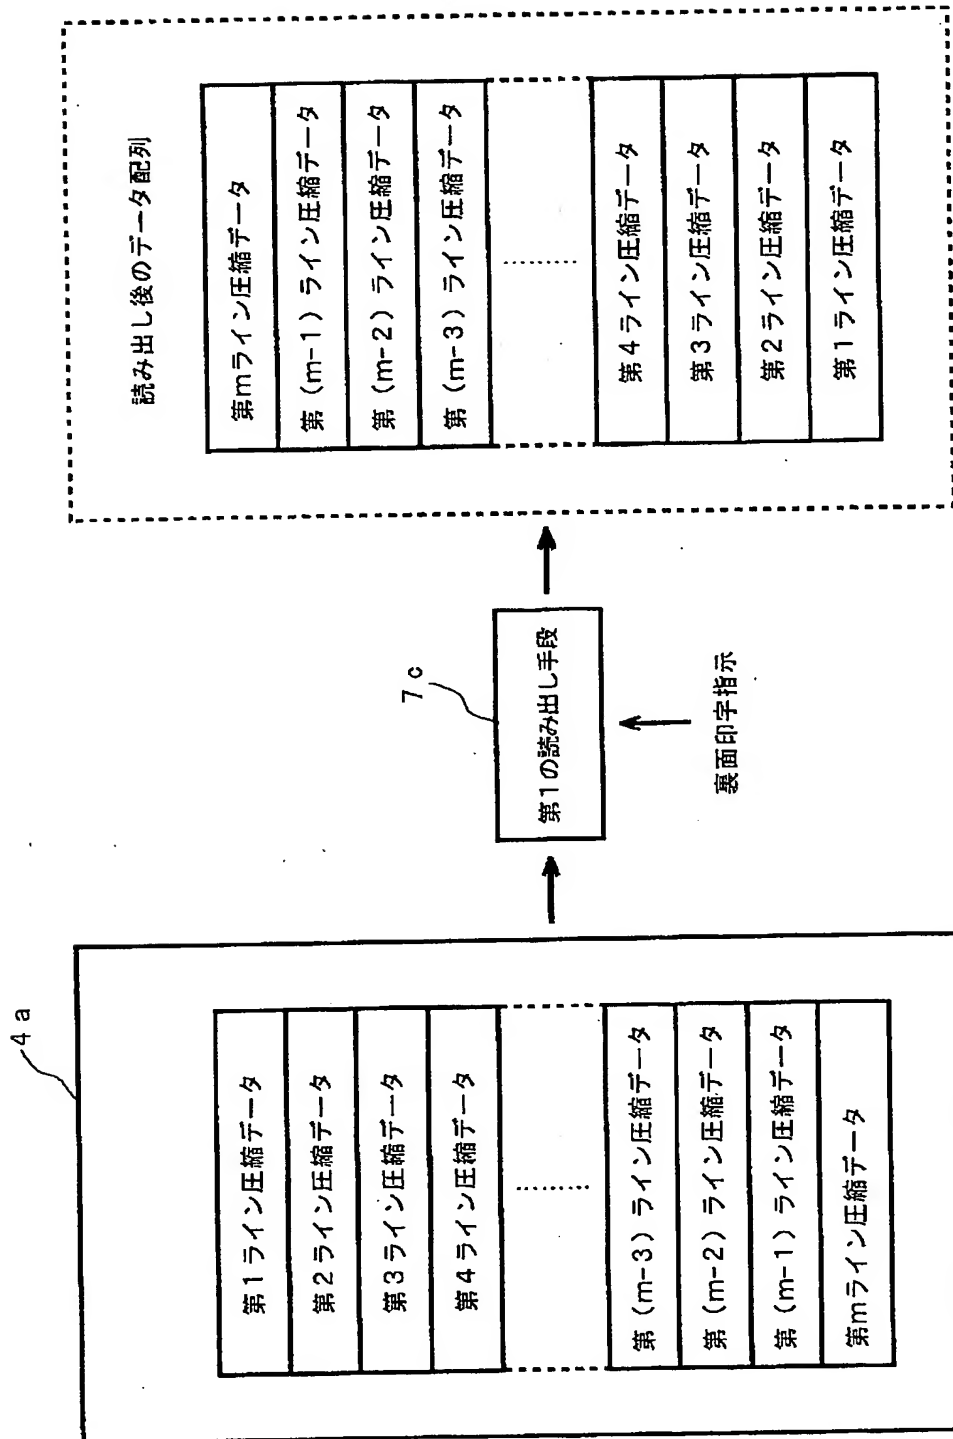 4a
第1ライン圧縮データ
第2ライン圧縮データ
第3ライン圧縮データ
第4ライン圧縮データ
第(m-3)ライン圧縮データ
第(m-2)ライン圧縮データ
第(m-1)ライン圧縮データ
第mライン圧縮データ
7c
第1の読み出し手段
裏面印字指示
読み出し後のデータ配列
第mライン圧縮データ
第(m-1)ライン圧縮データ
第(m-2)ライン圧縮データ
第(m-3)ライン圧縮データ
第4ライン圧縮データ
第3ライン圧縮データ
第2ライン圧縮データ
第1ライン圧縮データ